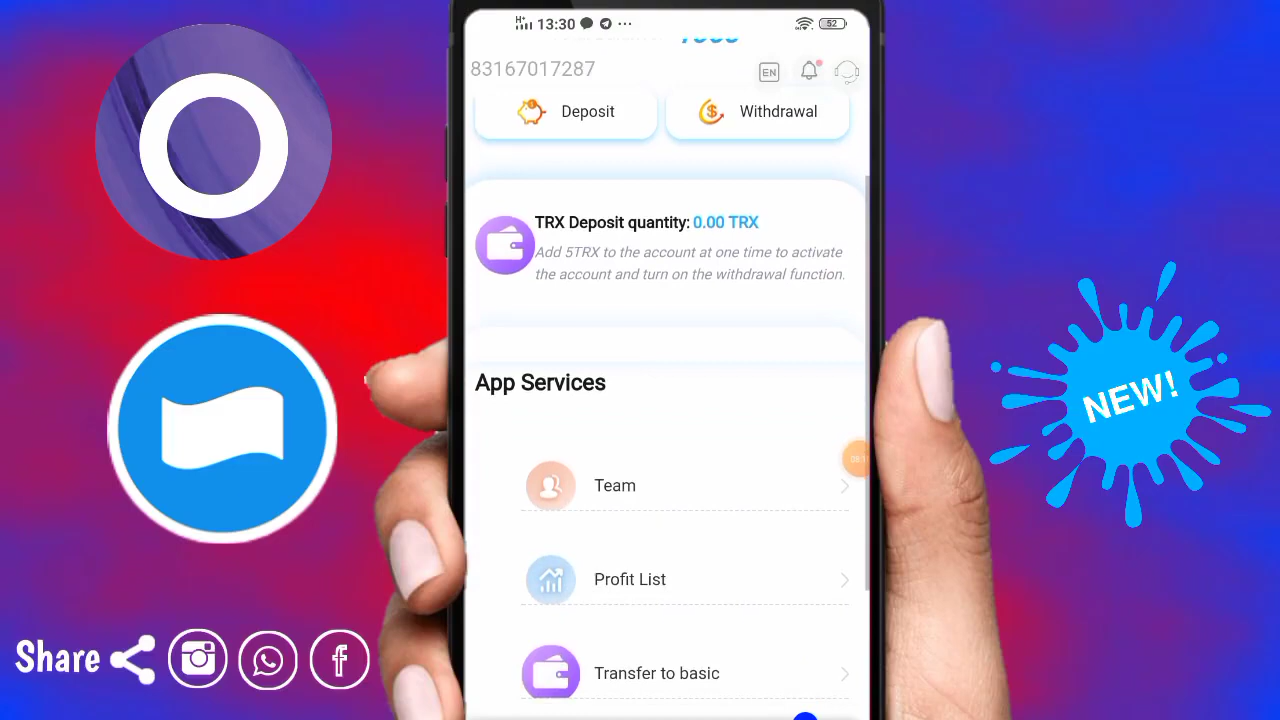 13:30
52
83167017287
EN
Deposit
Withdrawal
TRX Deposit quantity: 0.00 TRX
Add 5TRX to the account at one time to activate
the account and turn on the withdrawal function.
App Services
Team
Profit List
Transfer to basic
NEW!
Share